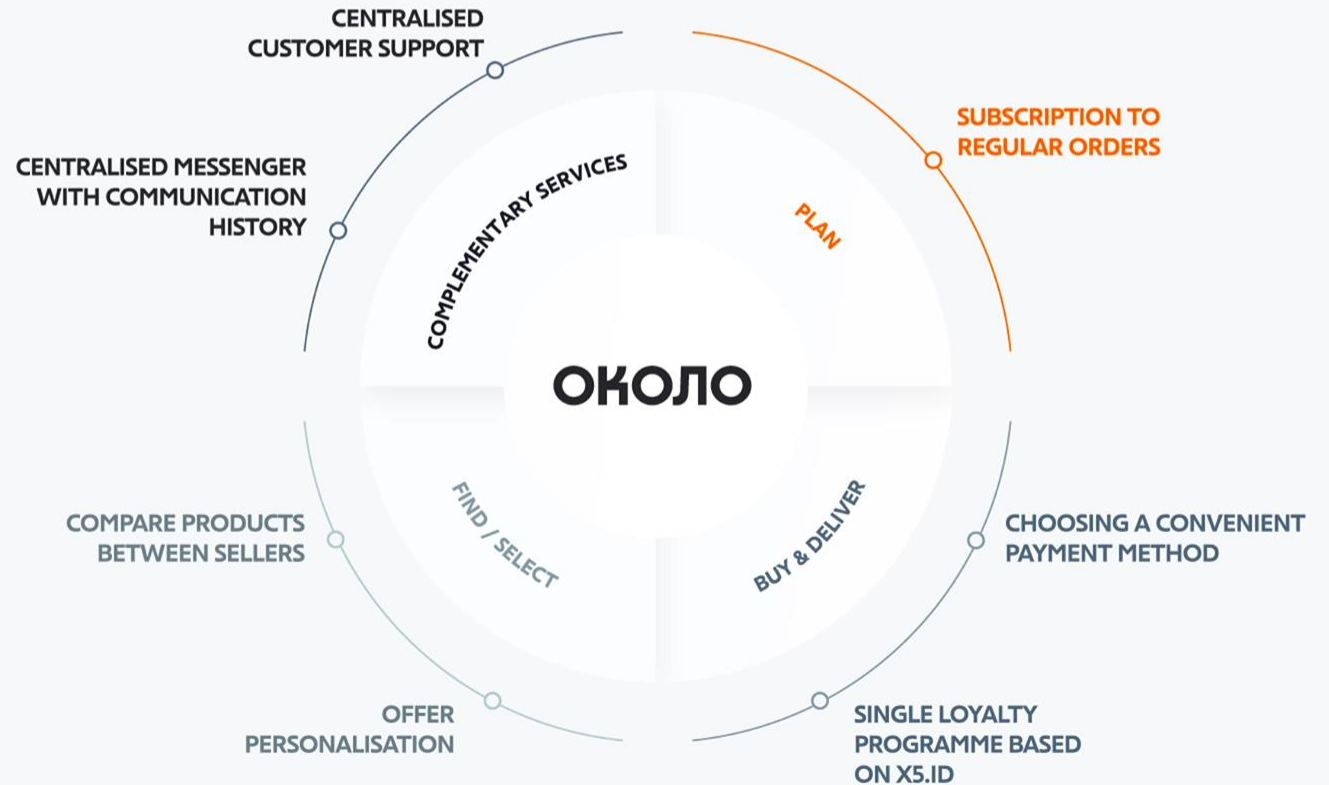 CENTRALISED
CUSTOMER SUPPORT
CENTRALISED MESSENGER
WITH COMMUNICATION
HISTORY
COMPLEMENTARY SERVICES
PLAN
SUBSCRIPTION TO
REGULAR ORDERS
ОКОЛО
FIND / SELECT
BUY & DELIVER
COMPARE PRODUCTS
BETWEEN SELLERS
CHOOSING A CONVENIENT
PAYMENT METHOD
OFFER
PERSONALISATION
SINGLE LOYALTY
PROGRAMME BASED
ON X5.ID